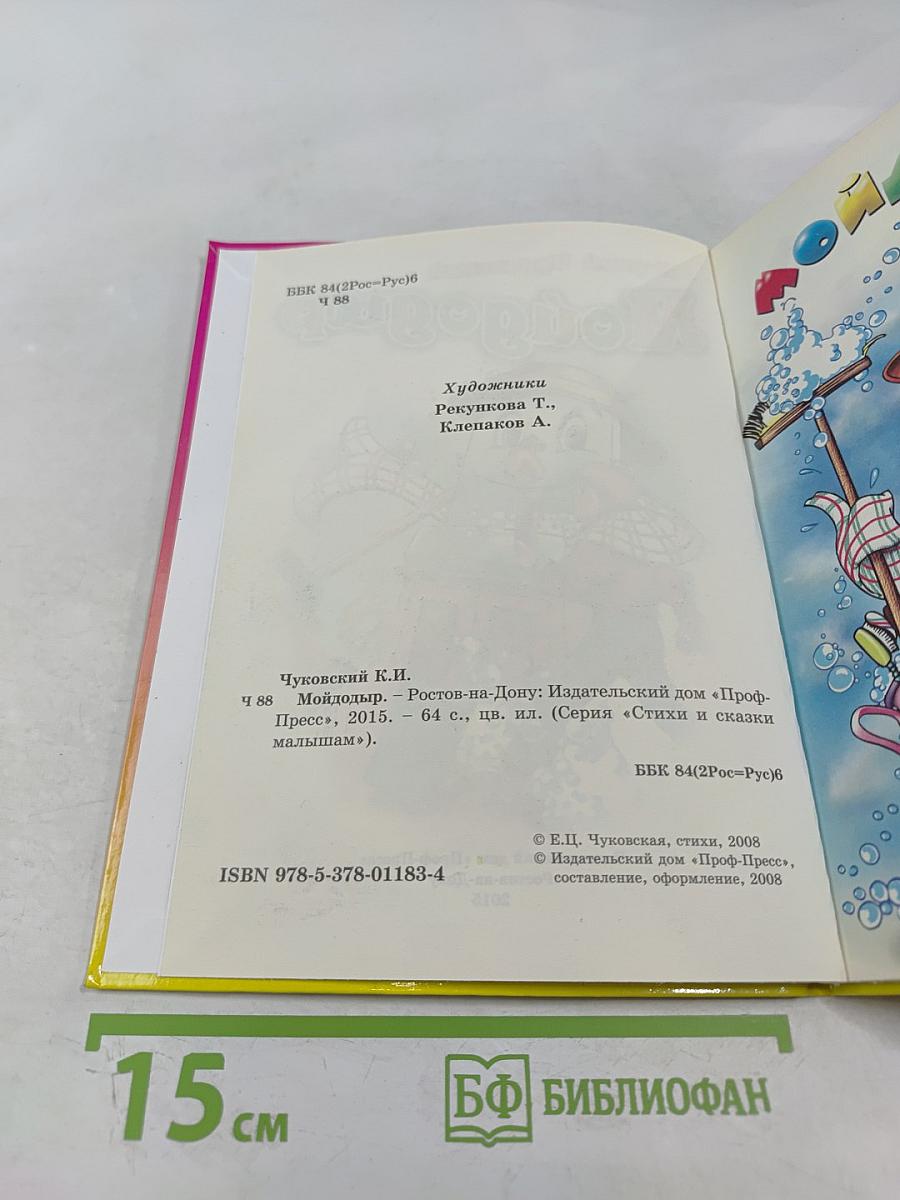 ББК 84(2Рос=Рус)6
Ч 88
Художники
Рекункова Т.,
Клепаков А.
Чуковский К.И.
Ч 88 Мойдодыр. – Ростов-на-Дону: Издательский дом «Проф-
Пресс», 2015. – 64 с., цв. ил. (Серия «Стихи и сказки
малышам»).
ББК 84(2Рос=Рус)6
© Е.Ц. Чуковская, стихи, 2008
© Издательский дом «Проф-Пресс»,
составление, оформление, 2008
ISBN 978-5-378-01183-4
15 см
БФ БИБЛИОФАН